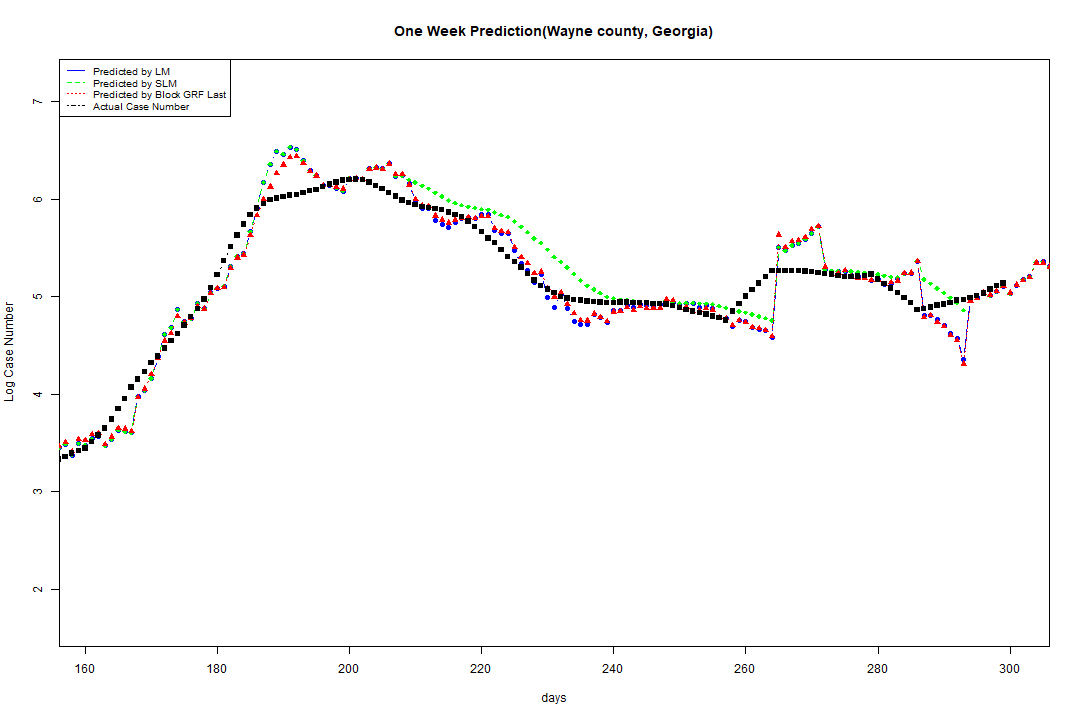 One Week Prediction(Wayne county, Georgia)
Predicted by LM
Predicted by SLM
Predicted by Block GRF Last
Actual Case Number
7
6
5
4
3
2
Log Case Number
160 180 200 220 240 260 280 300
days